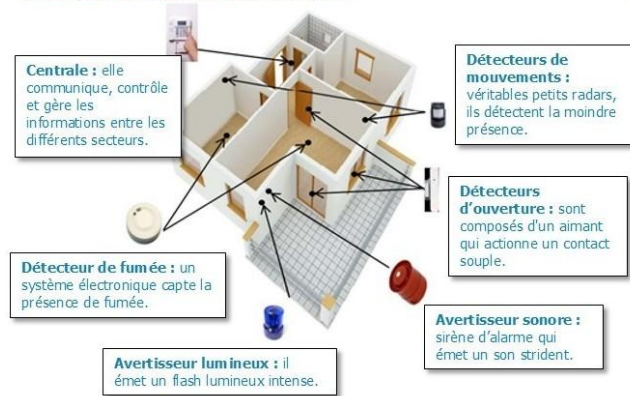 Centrale : elle
communique, contrôle
et gère les
informations entre les
différents secteurs.
Détecteurs de
mouvements :
véritables petits radars,
ils détectent la moindre
présence.
Détecteurs
d’ouverture : sont
composés d'un aimant
qui actionne un contact
souple.
Détecteur de fumée : un
système électronique capte la
présence de fumée.
Avertisseur sonore :
sirène d’alarme qui
émet un son strident.
Avertisseur lumineux : il
émet un flash lumineux intense.